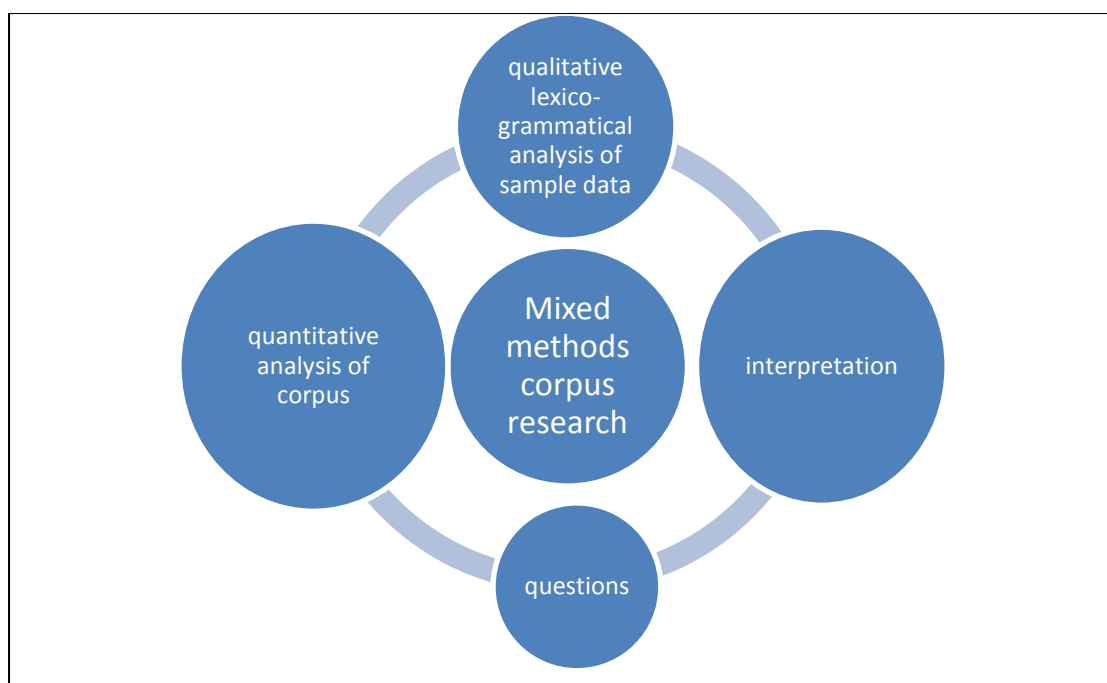 qualitative
lexico-
grammatical
analysis of
sample data
quantitative
analysis of
corpus
Mixed
methods
corpus
research
interpretation
questions